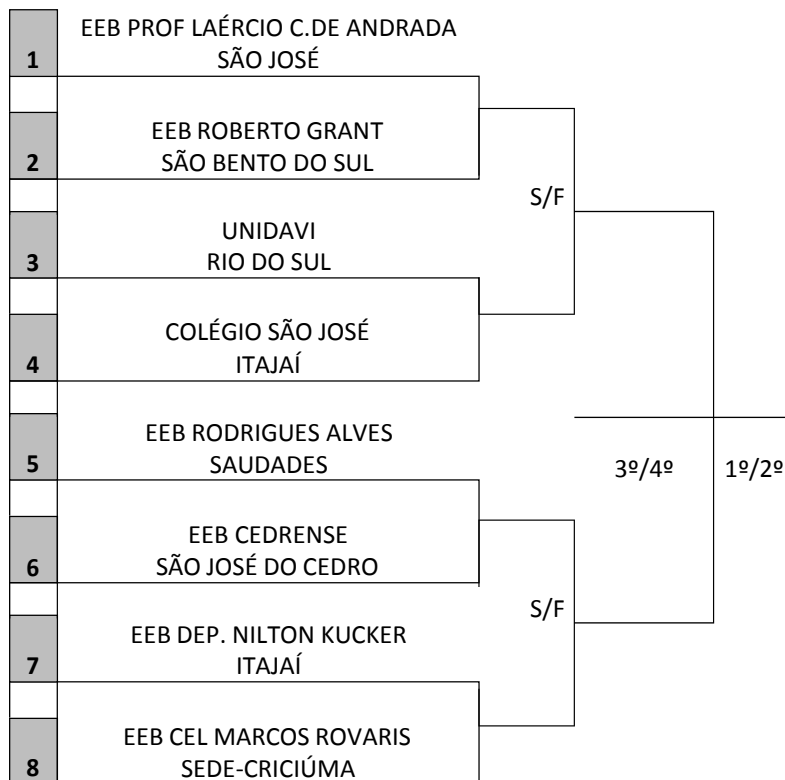 EEB PROF LAÉRCIO C.DE ANDRADA
1 SÃO JOSÉ
EEB ROBERTO GRANT
2 SÃO BENTO DO SUL
S/F
UNIDAVI
3 RIO DO SUL
COLÉGIO SÃO JOSÉ
4 ITAJAÍ
EEB RODRIGUES ALVES
5 SAUDADES
3º/4º 1º/2º
EEB CEDRENSE
6 SÃO JOSÉ DO CEDRO
S/F
EEB DEP. NILTON KUCKER
7 ITAJAÍ
EEB CEL MARCOS ROVARIS
8 SEDE-CRICIÚMA